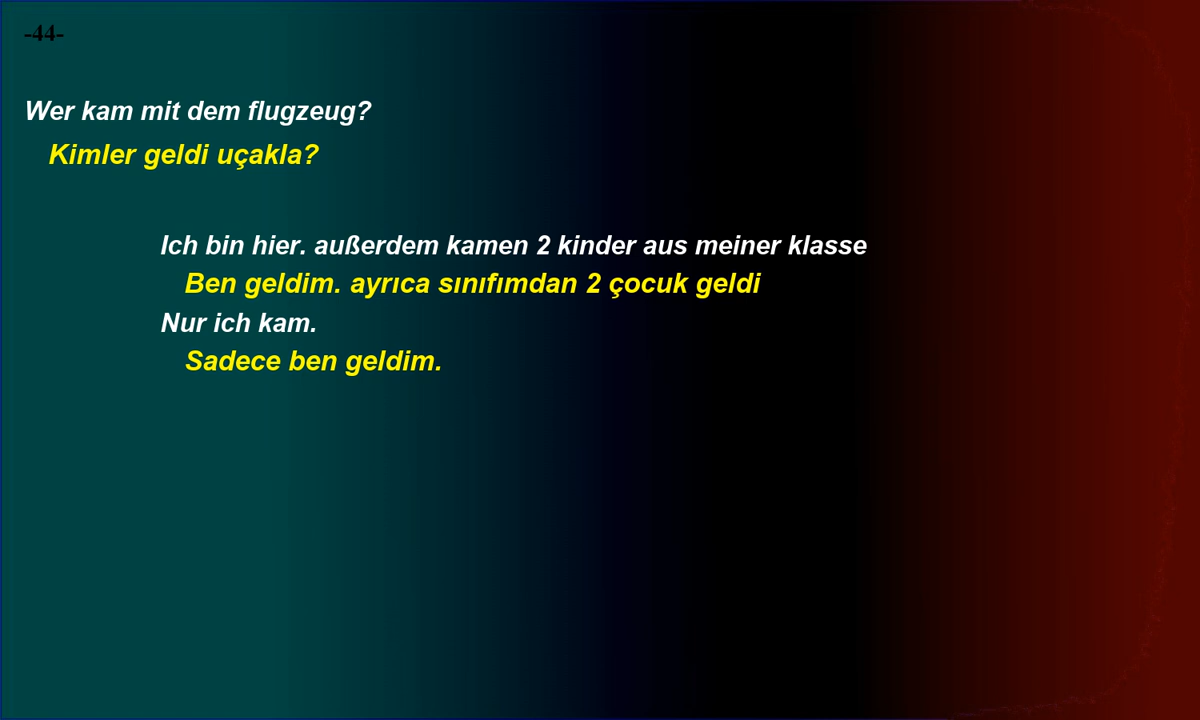 -44-
Wer kam mit dem flugzeug?
Kimler geldi uçakla?
Ich bin hier. außerdem kamen 2 kinder aus meiner klasse
Ben geldim. ayrıca sınıfımdan 2 çocuk geldi
Nur ich kam.
Sadece ben geldim.